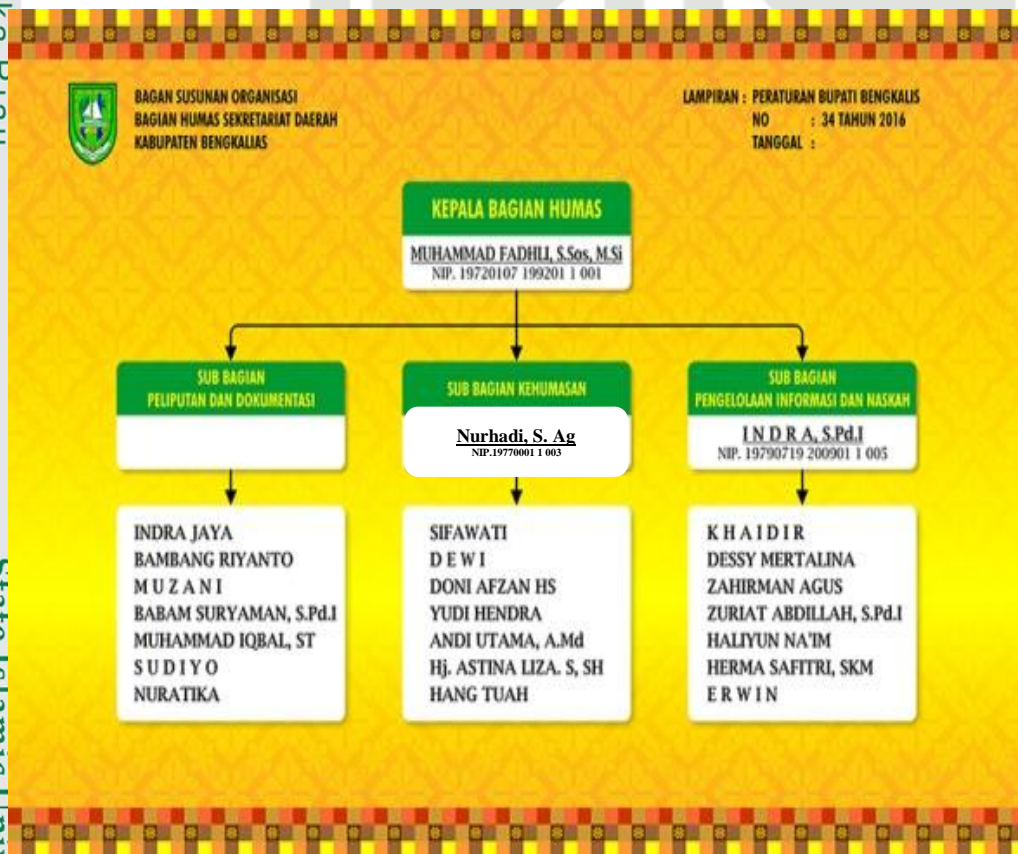 BAGAN SUSUNAN ORGANISASI
BAGIAN HUMAS SEKRETARIAT DAERAH
KABUPATEN BENGKALIAS
LAMPIRAN : PERATURAN BUPATI BENGKALIS
NO : 34 TAHUN 2016
TANGGAL :
KEPALA BAGIAN HUMAS
MUHAMMAD FADHLI, S.Sos, M.Si
NIP. 19720107 199201 1 001
SUB BAGIAN
PELIPUTAN DAN DOKUMENTASI
INDRA JAYA
BAMBANG RIYANTO
M U Z A N I
BABAM SURYAMAN, S.Pd.I
MUHAMMAD IQBAL, ST
S U D I Y O
NURATIKA
SUB BAGIAN KEHUMASAN
Nurhadi, S. Ag
NIP.19770001 1 003
SIFAWATI
D E W I
DONI AFZAN HS
YUDI HENDRA
ANDI UTAMA, A.Md
Hj. ASTINA LIZA. S, SH
HANG TUAH
SUB BAGIAN
PENGELOLAAN INFORMASI DAN NASKAH
I N D R A, S.Pd.I
NIP. 19790719 200901 1 005
K H A I D I R
DESSY MERTALINA
ZAHIRMAN AGUS
ZURIAT ABDILLAH, S.Pd.I
HALIYUN NA'IM
HERMA SAFITRI, SKM
E R W I N